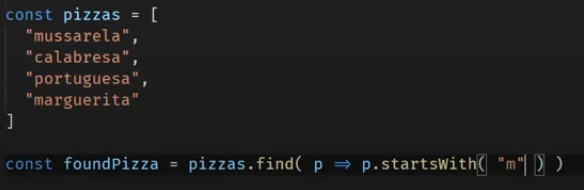 const pizzas = [
  "mussarela",
  "calabresa",
  "portuguesa",
  "marguerita"
]
const foundPizza = pizzas.find( p => p.startsWith( "m" ) )